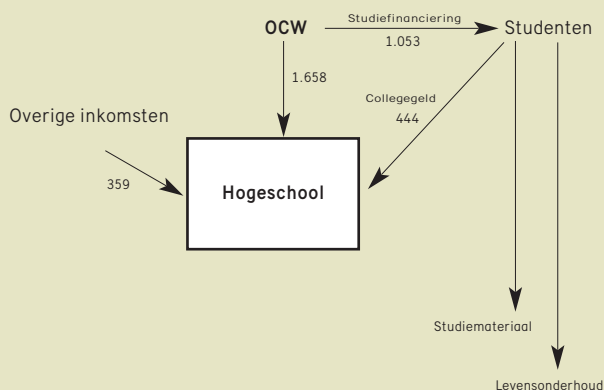 OCW
Studiefinanciering
1.053
Studenten
1.658
Collegegeld
444
Overige inkomsten
359
Hogeschool
Studiemateriaal
Levensonderhoud